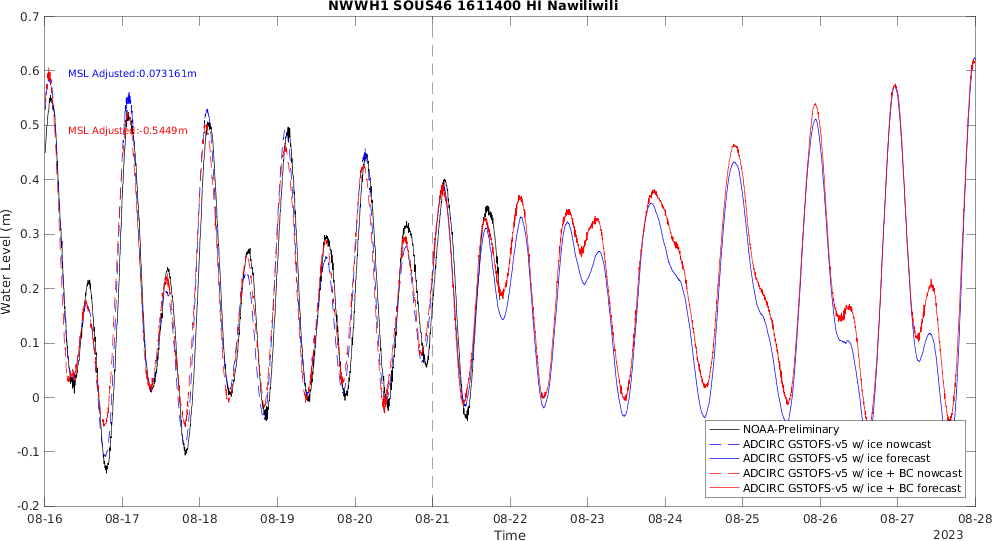 NWWH1 SOUS46 1611400 HI Nawiliwili
0.7
0.6
0.5
0.4
0.3
0.2
0.1
0
-0.1
-0.2
Water Level (m)
MSL Adjusted:0.073161m
MSL Adjusted:-0.5449m
NOAA-Preliminary
ADCIRC GSTOFS-v5 w/ ice nowcast
ADCIRC GSTOFS-v5 w/ ice forecast
ADCIRC GSTOFS-v5 w/ ice + BC nowcast
ADCIRC GSTOFS-v5 w/ ice + BC forecast
08-16 08-17 08-18 08-19 08-20 08-21 08-22 08-23 08-24 08-25 08-26 08-27 08-28
Time
2023